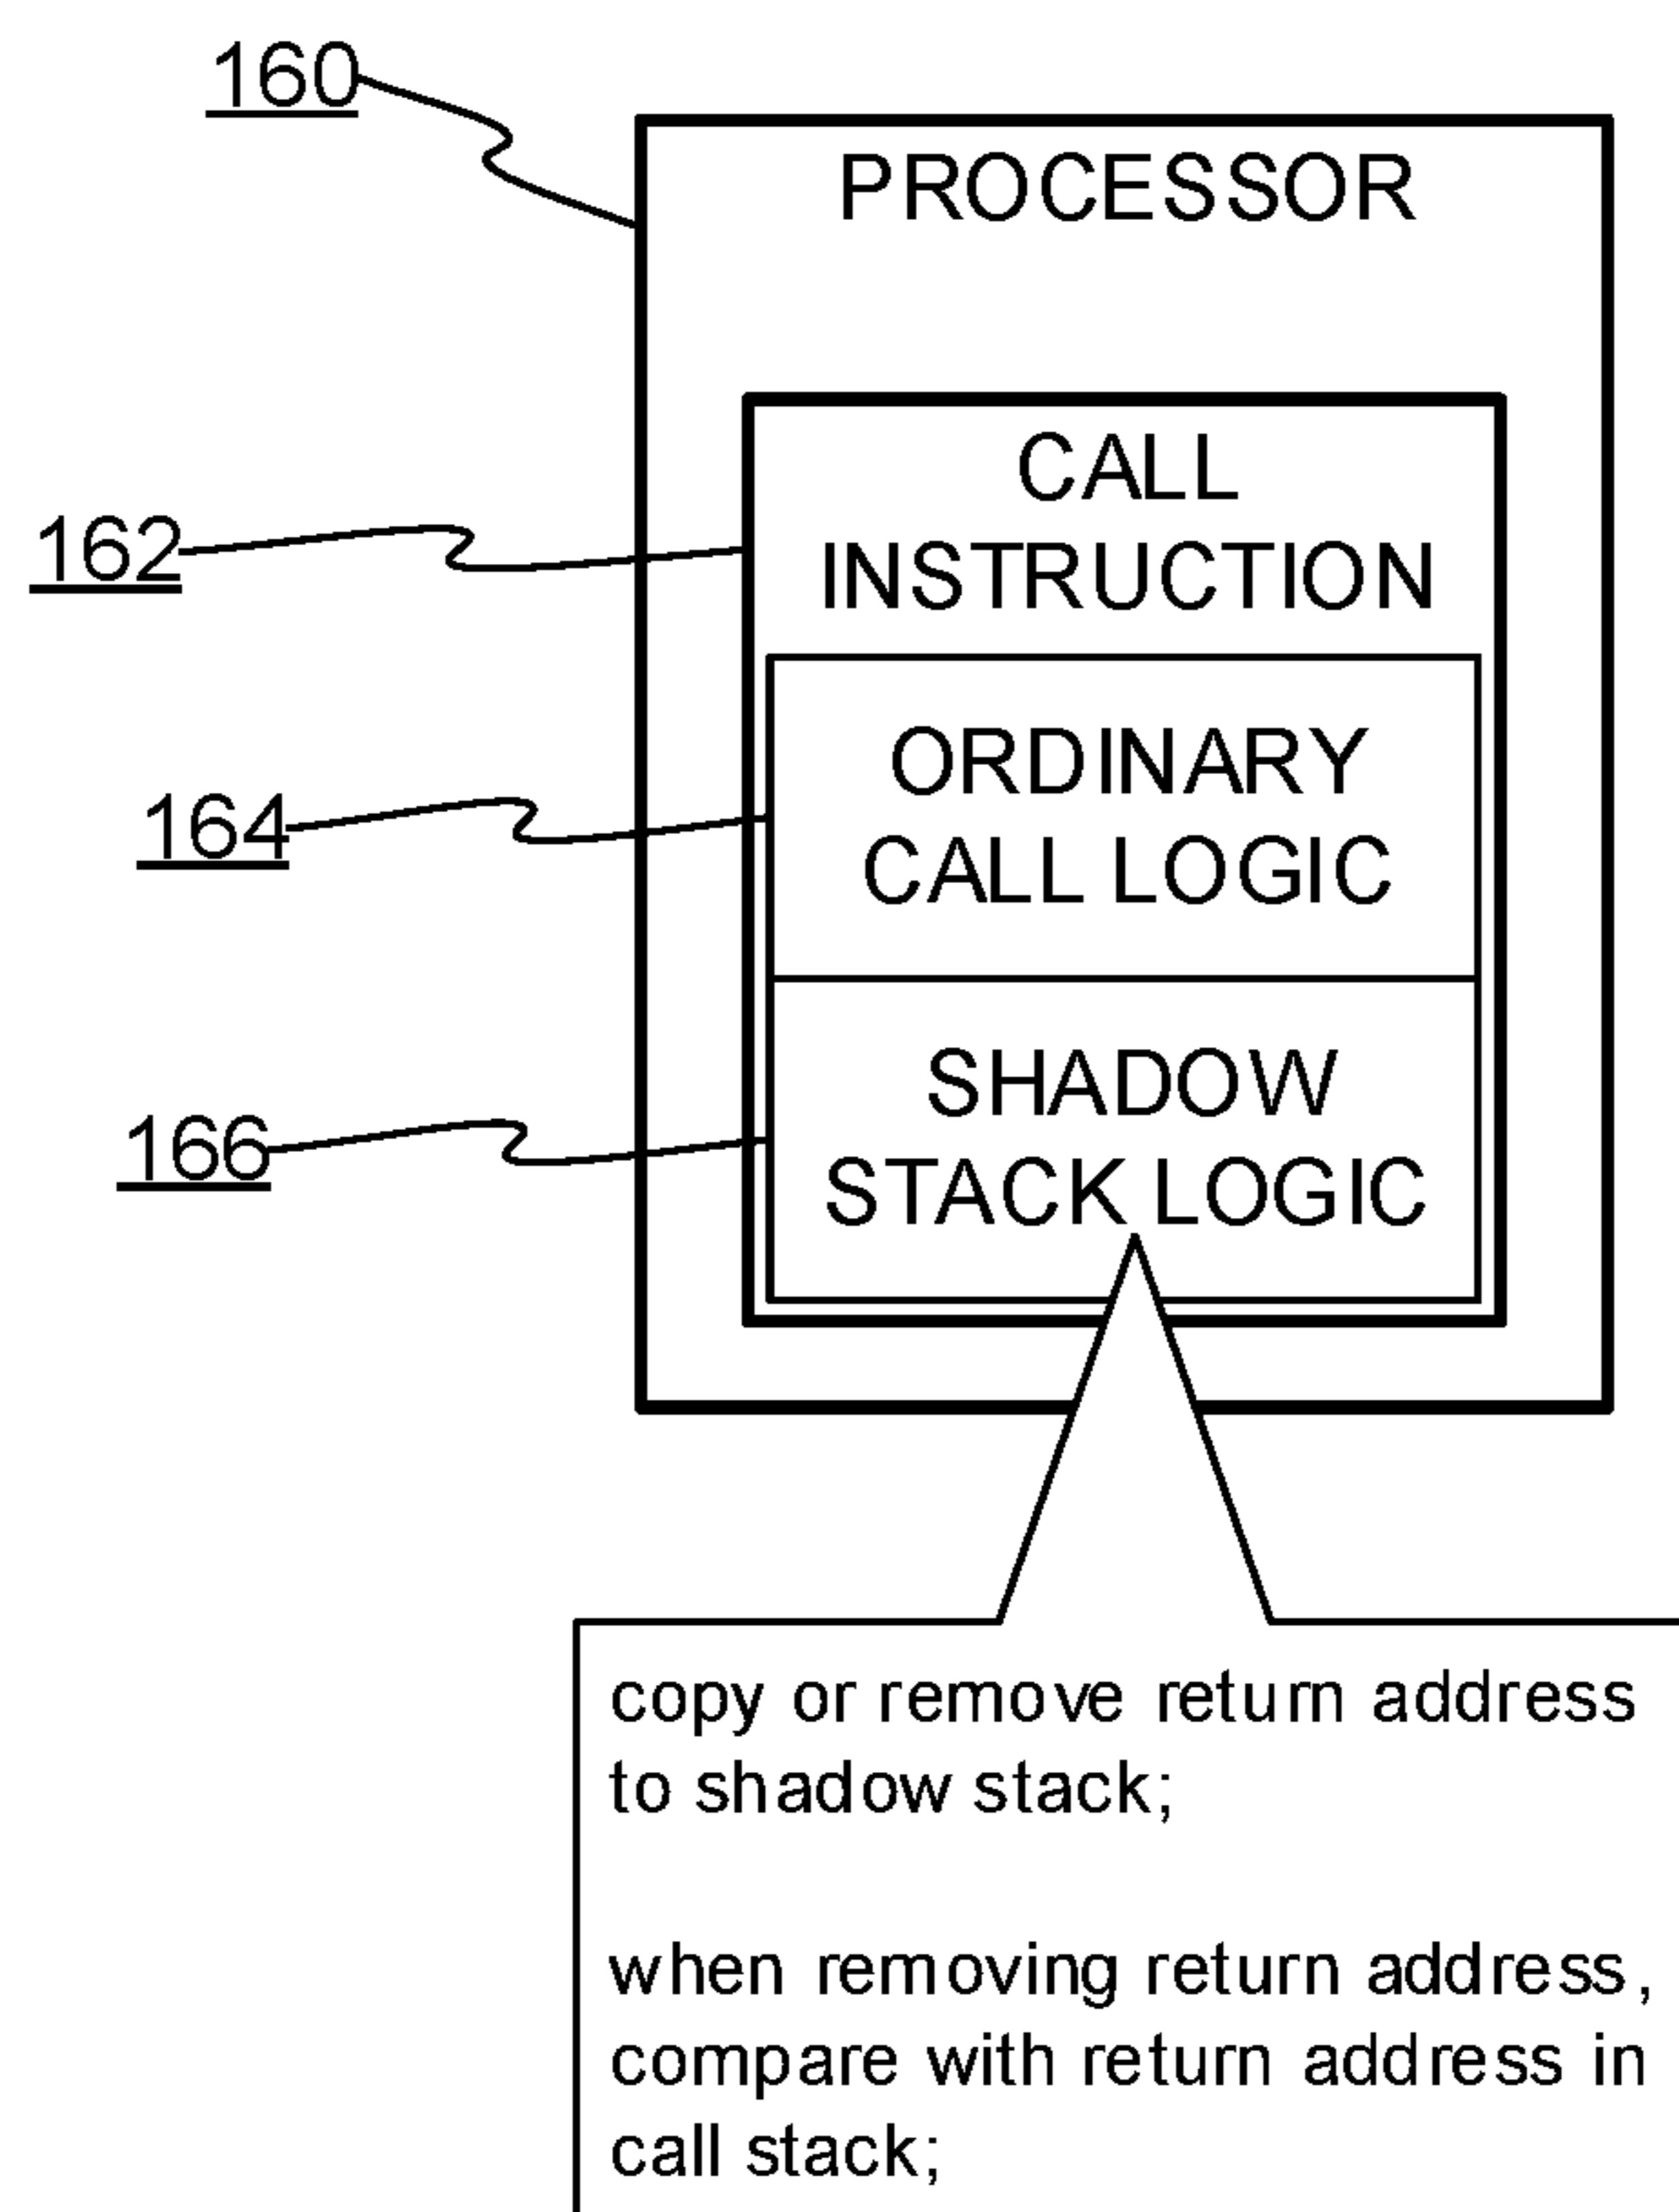 160
PROCESSOR
CALL
INSTRUCTION
162
ORDINARY
CALL LOGIC
164
SHADOW
STACK LOGIC
166
copy or remove return address
to shadow stack;
when removing return address,
compare with return address in
call stack;